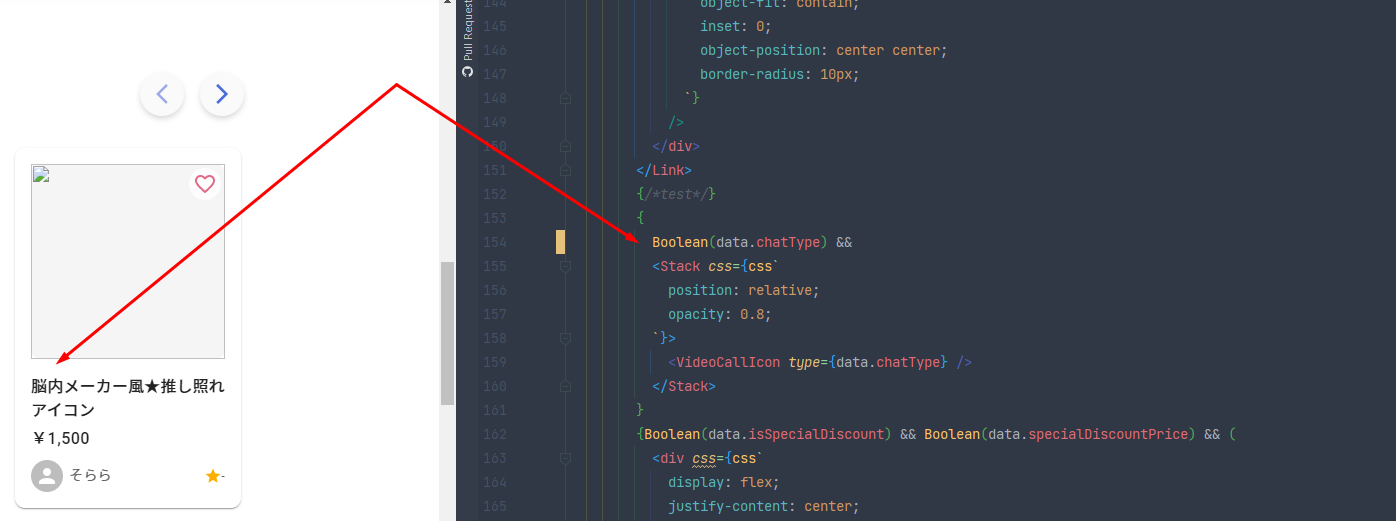 脳内メーカー風★推し照れ
アイコン
￥1,500
そらら
★-
Pull Request
144 object-fit: contain;
145 inset: 0;
146 object-position: center center;
147 border-radius: 10px;
148 `}
149 />
150 </div>
151 </Link>
152 {/*test*/}
153 {
154 Boolean(data.chatType) &&
155 <Stack css={css`
156 position: relative;
157 opacity: 0.8;
158 `}>
159 <VideoCallIcon type={data.chatType} />
160 </Stack>
161 }
162 {Boolean(data.isSpecialDiscount) && Boolean(data.specialDiscountPrice) && (
163 <div css={css`
164 display: flex;
165 justify-content: center;